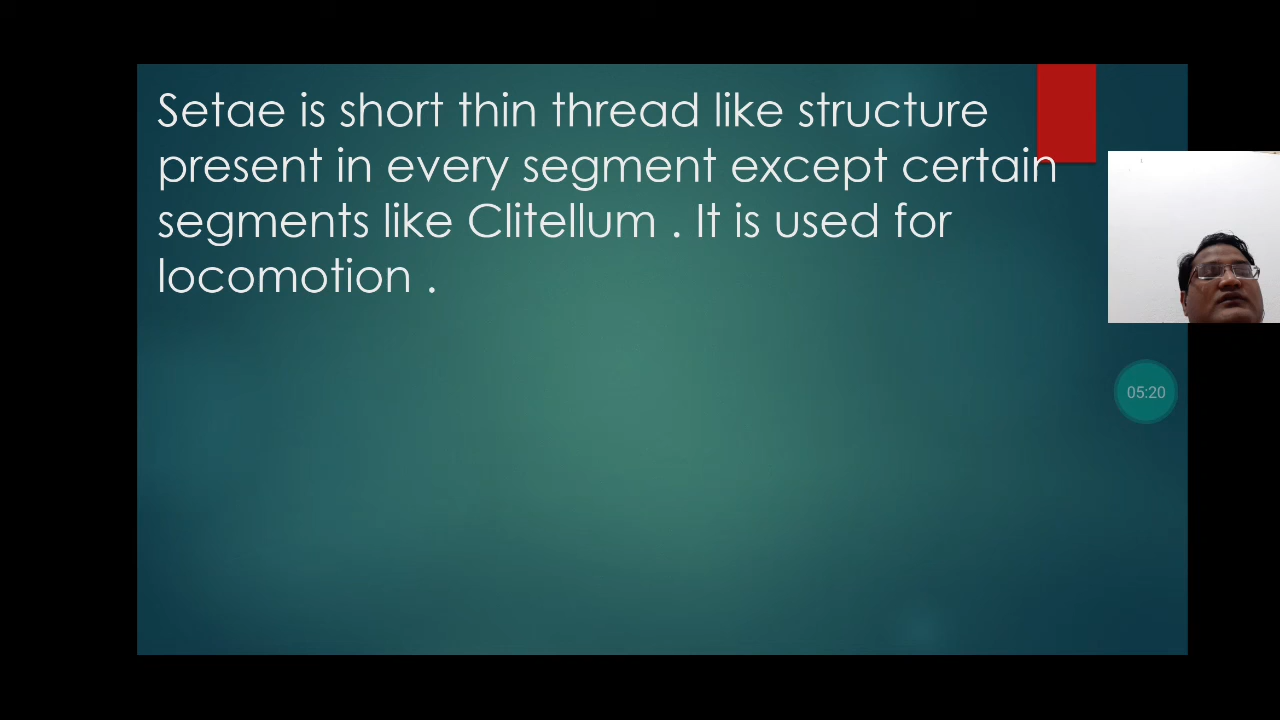 Setae is short thin thread like structure
present in every segment except certain
segments like Clitellum . It is used for
locomotion .
05:20